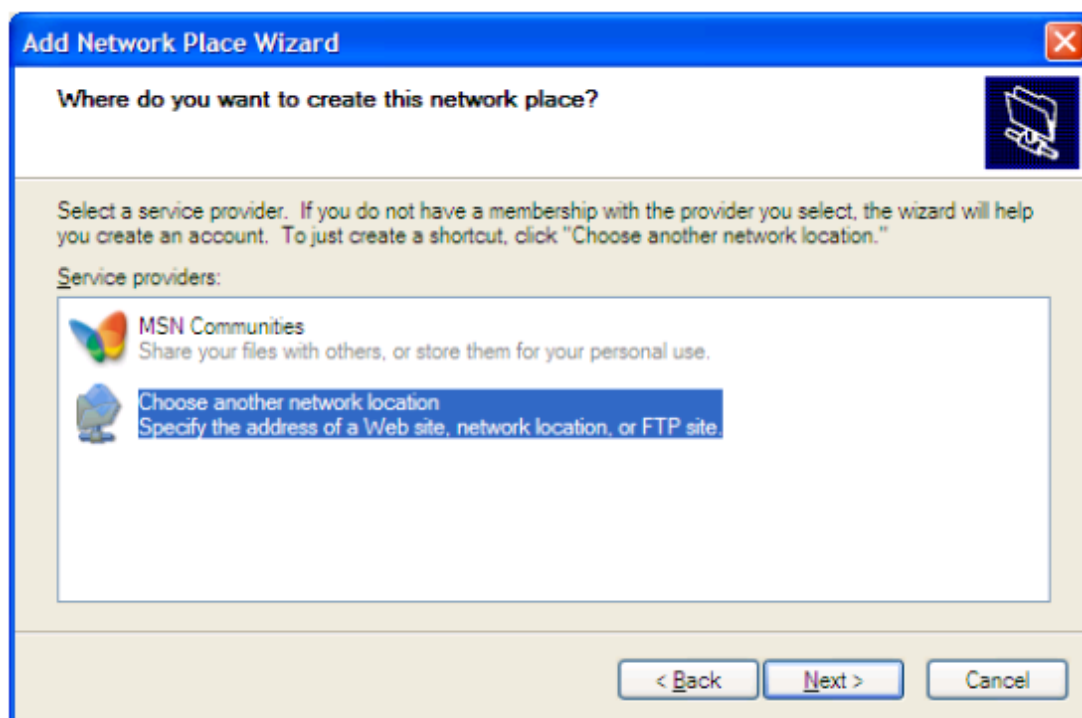 Add Network Place Wizard
Where do you want to create this network place?
Select a service provider.  If you do not have a membership with the provider you select, the wizard will help
you create an account.  To just create a shortcut, click "Choose another network location."
Service providers:
MSN Communities
Share your files with others, or store them for your personal use.
Choose another network location
Specify the address of a Web site, network location, or FTP site.
< Back Next > Cancel